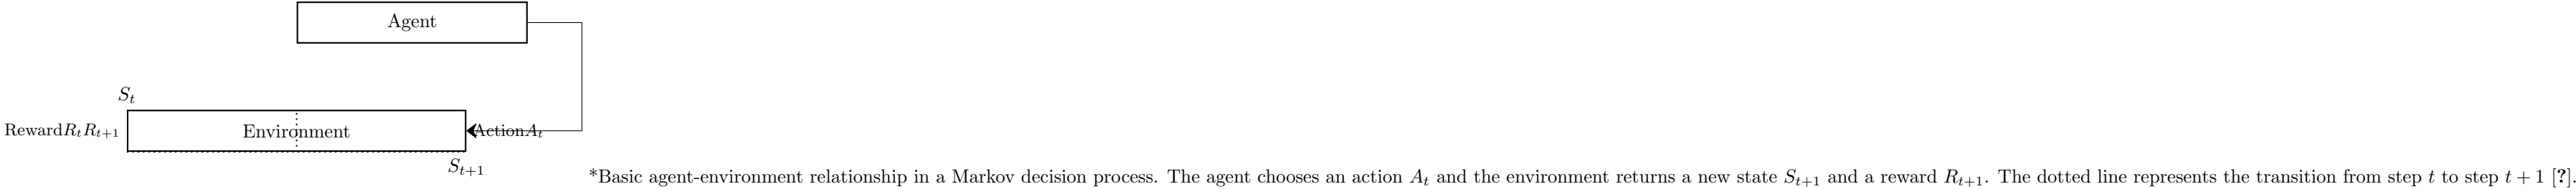 Agent
$S_t$
Reward$R_t R_{t+1}$ Environment Action$A_t$
$S_{t+1}$
*Basic agent-environment relationship in a Markov decision process. The agent chooses an action $A_t$ and the environment returns a new state $S_{t+1}$ and a reward $R_{t+1}$. The dotted line represents the transition from step $t$ to step $t+1$ [?].